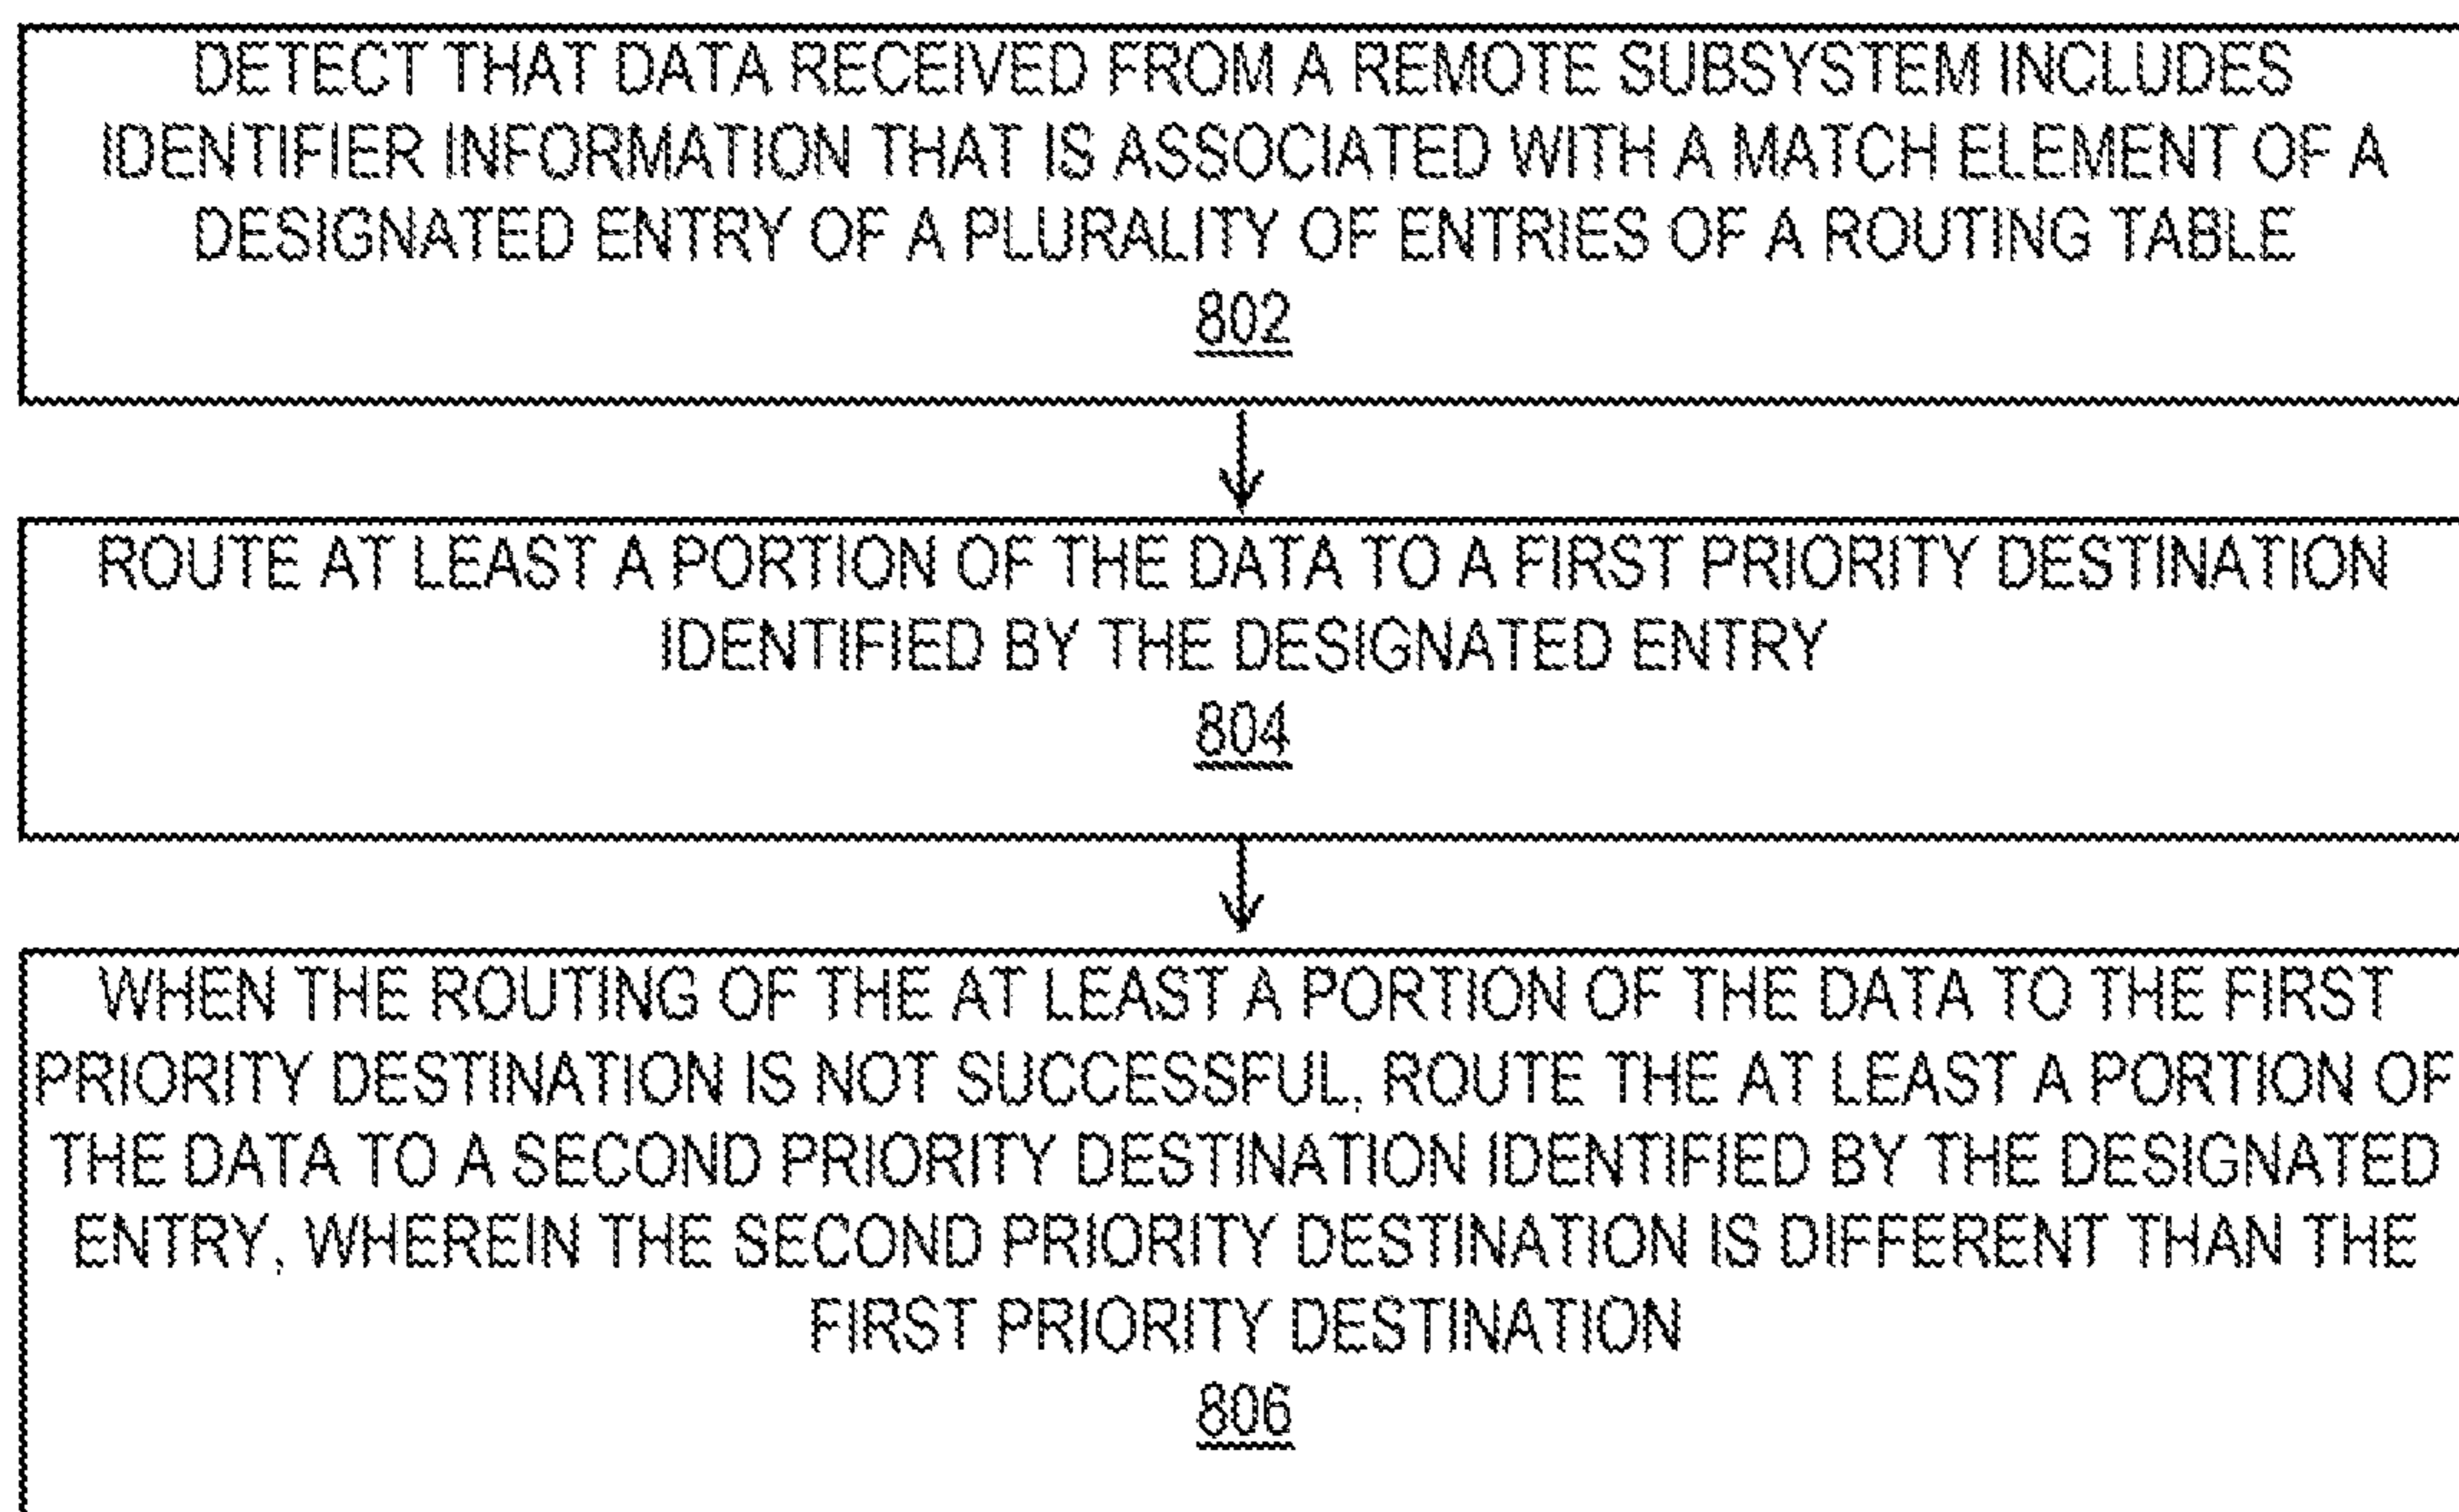 DETECT THAT DATA RECEIVED FROM A REMOTE SUBSYSTEM INCLUDES
IDENTIFIER INFORMATION THAT IS ASSOCIATED WITH A MATCH ELEMENT OF A
DESIGNATED ENTRY OF A PLURALITY OF ENTRIES OF A ROUTING TABLE
802
ROUTE AT LEAST A PORTION OF THE DATA TO A FIRST PRIORITY DESTINATION
IDENTIFIED BY THE DESIGNATED ENTRY
804
WHEN THE ROUTING OF THE AT LEAST A PORTION OF THE DATA TO THE FIRST
PRIORITY DESTINATION IS NOT SUCCESSFUL, ROUTE THE AT LEAST A PORTION OF
THE DATA TO A SECOND PRIORITY DESTINATION IDENTIFIED BY THE DESIGNATED
ENTRY, WHEREIN THE SECOND PRIORITY DESTINATION IS DIFFERENT THAN THE
FIRST PRIORITY DESTINATION
806